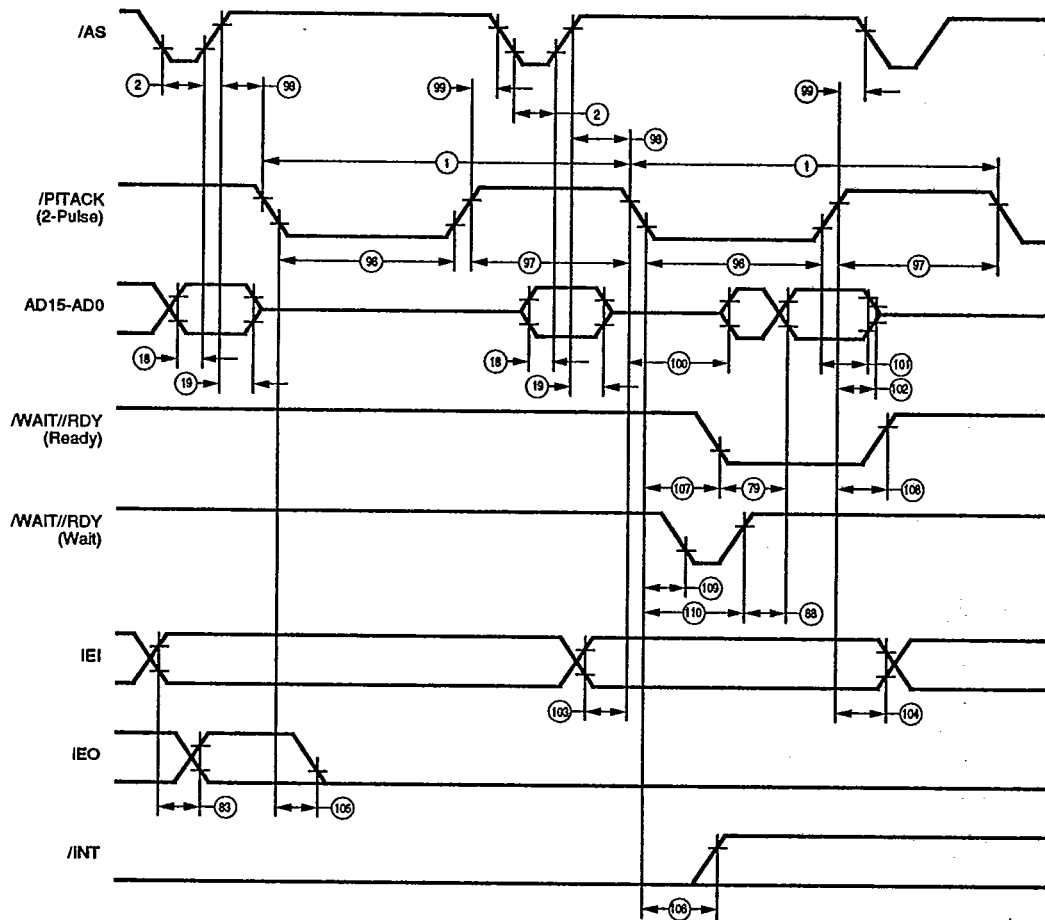 /AS
2 98 99 99
2
98
1 1
/PITACK
(2-Pulse)
96 97 96 97
AD15-AD0
18 18 100 101
19 19 102
/WAIT//RDY
(Ready)
107 79 108
/WAIT//RDY
(Wait)
109
110 88
IEI
103 104
IEO
83 105
/INT
106